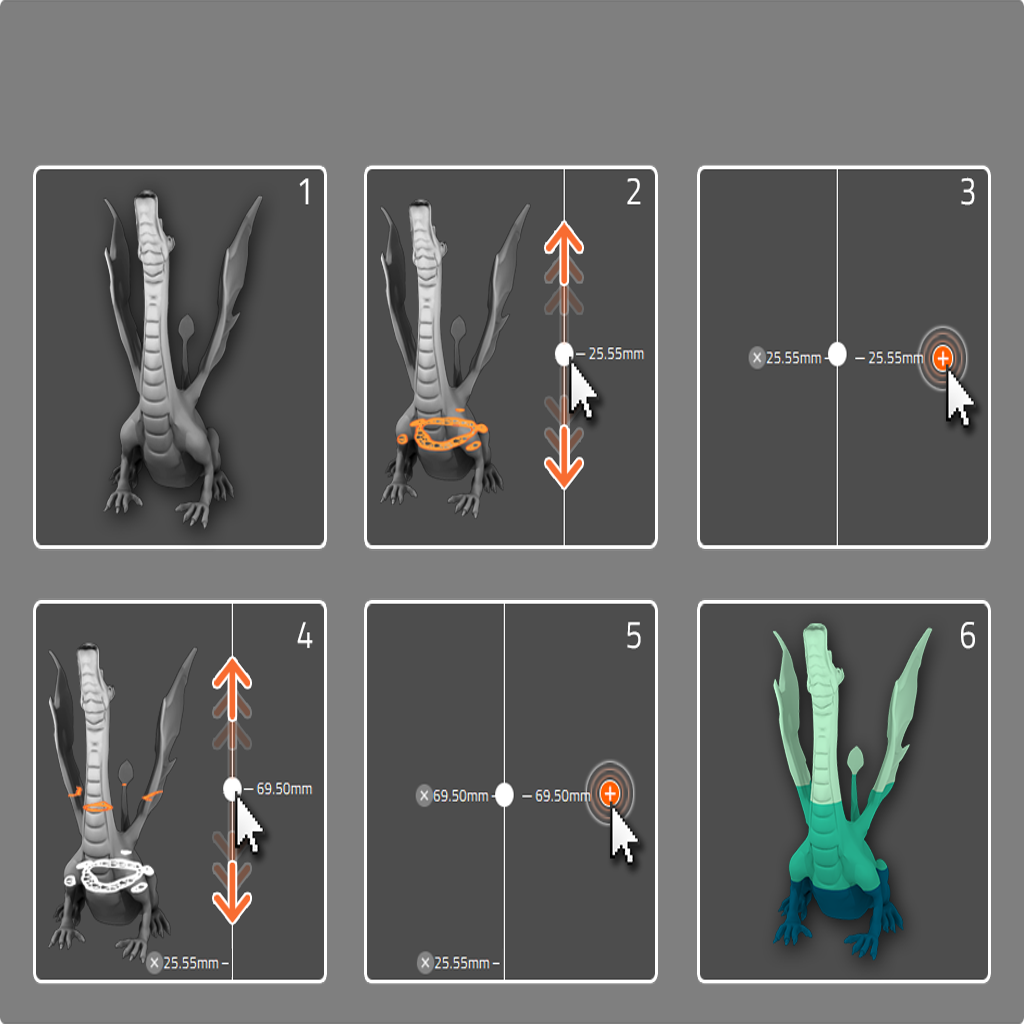 1
2
– 25.55mm
3
× 25.55mm – – 25.55mm +
4
– 69.50mm
× 25.55mm –
5
× 69.50mm – – 69.50mm +
× 25.55mm –
6